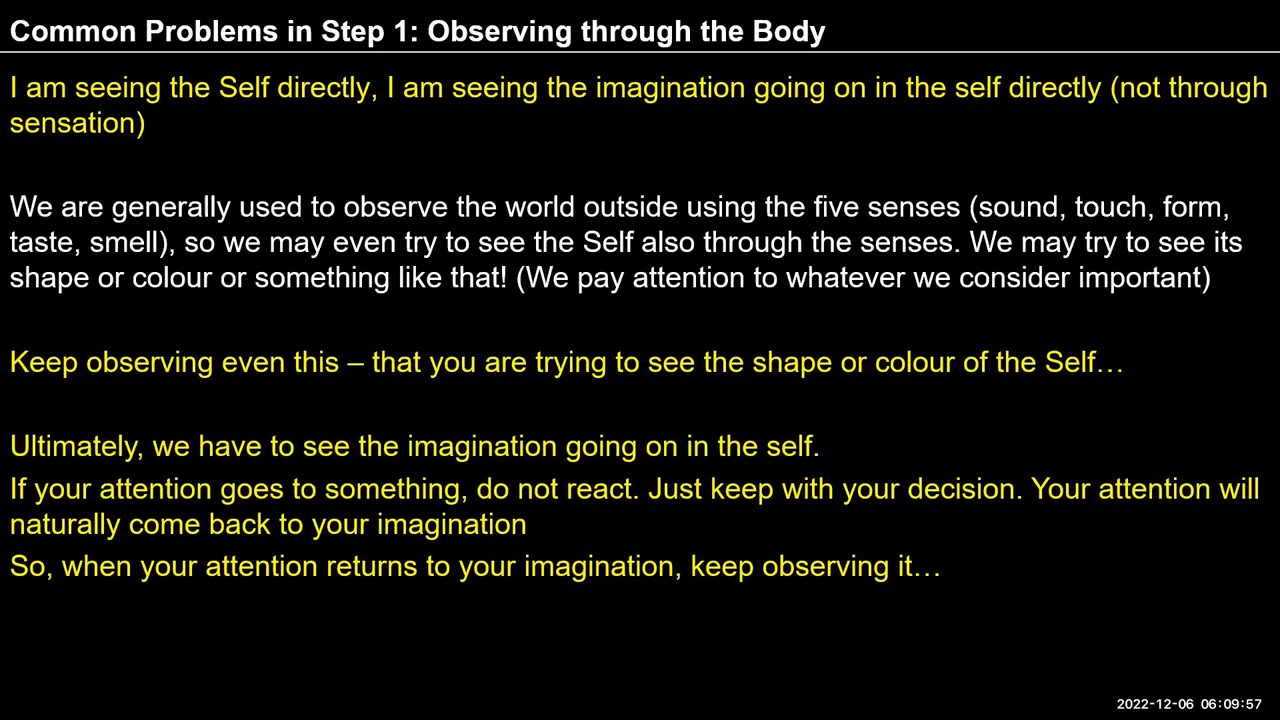 Common Problems in Step 1: Observing through the Body
I am seeing the Self directly, I am seeing the imagination going on in the self directly (not through
sensation)
We are generally used to observe the world outside using the five senses (sound, touch, form,
taste, smell), so we may even try to see the Self also through the senses. We may try to see its
shape or colour or something like that! (We pay attention to whatever we consider important)
Keep observing even this – that you are trying to see the shape or colour of the Self…
Ultimately, we have to see the imagination going on in the self.
If your attention goes to something, do not react. Just keep with your decision. Your attention will
naturally come back to your imagination
So, when your attention returns to your imagination, keep observing it…
2022-12-06 06:09:57